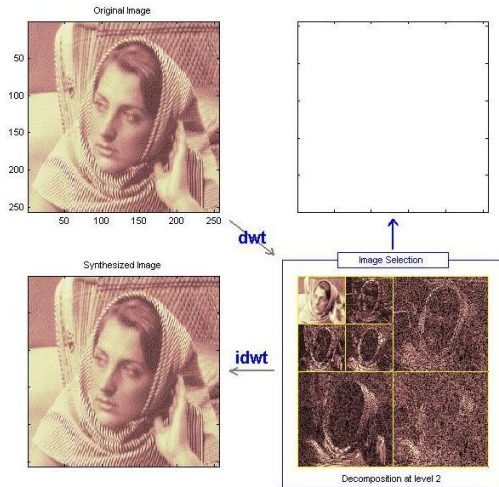 Original Image
50
100
150
200
250
50 100 150 200 250
dwt
Synthesized Image
Image Selection
idwt
Decomposition at level 2